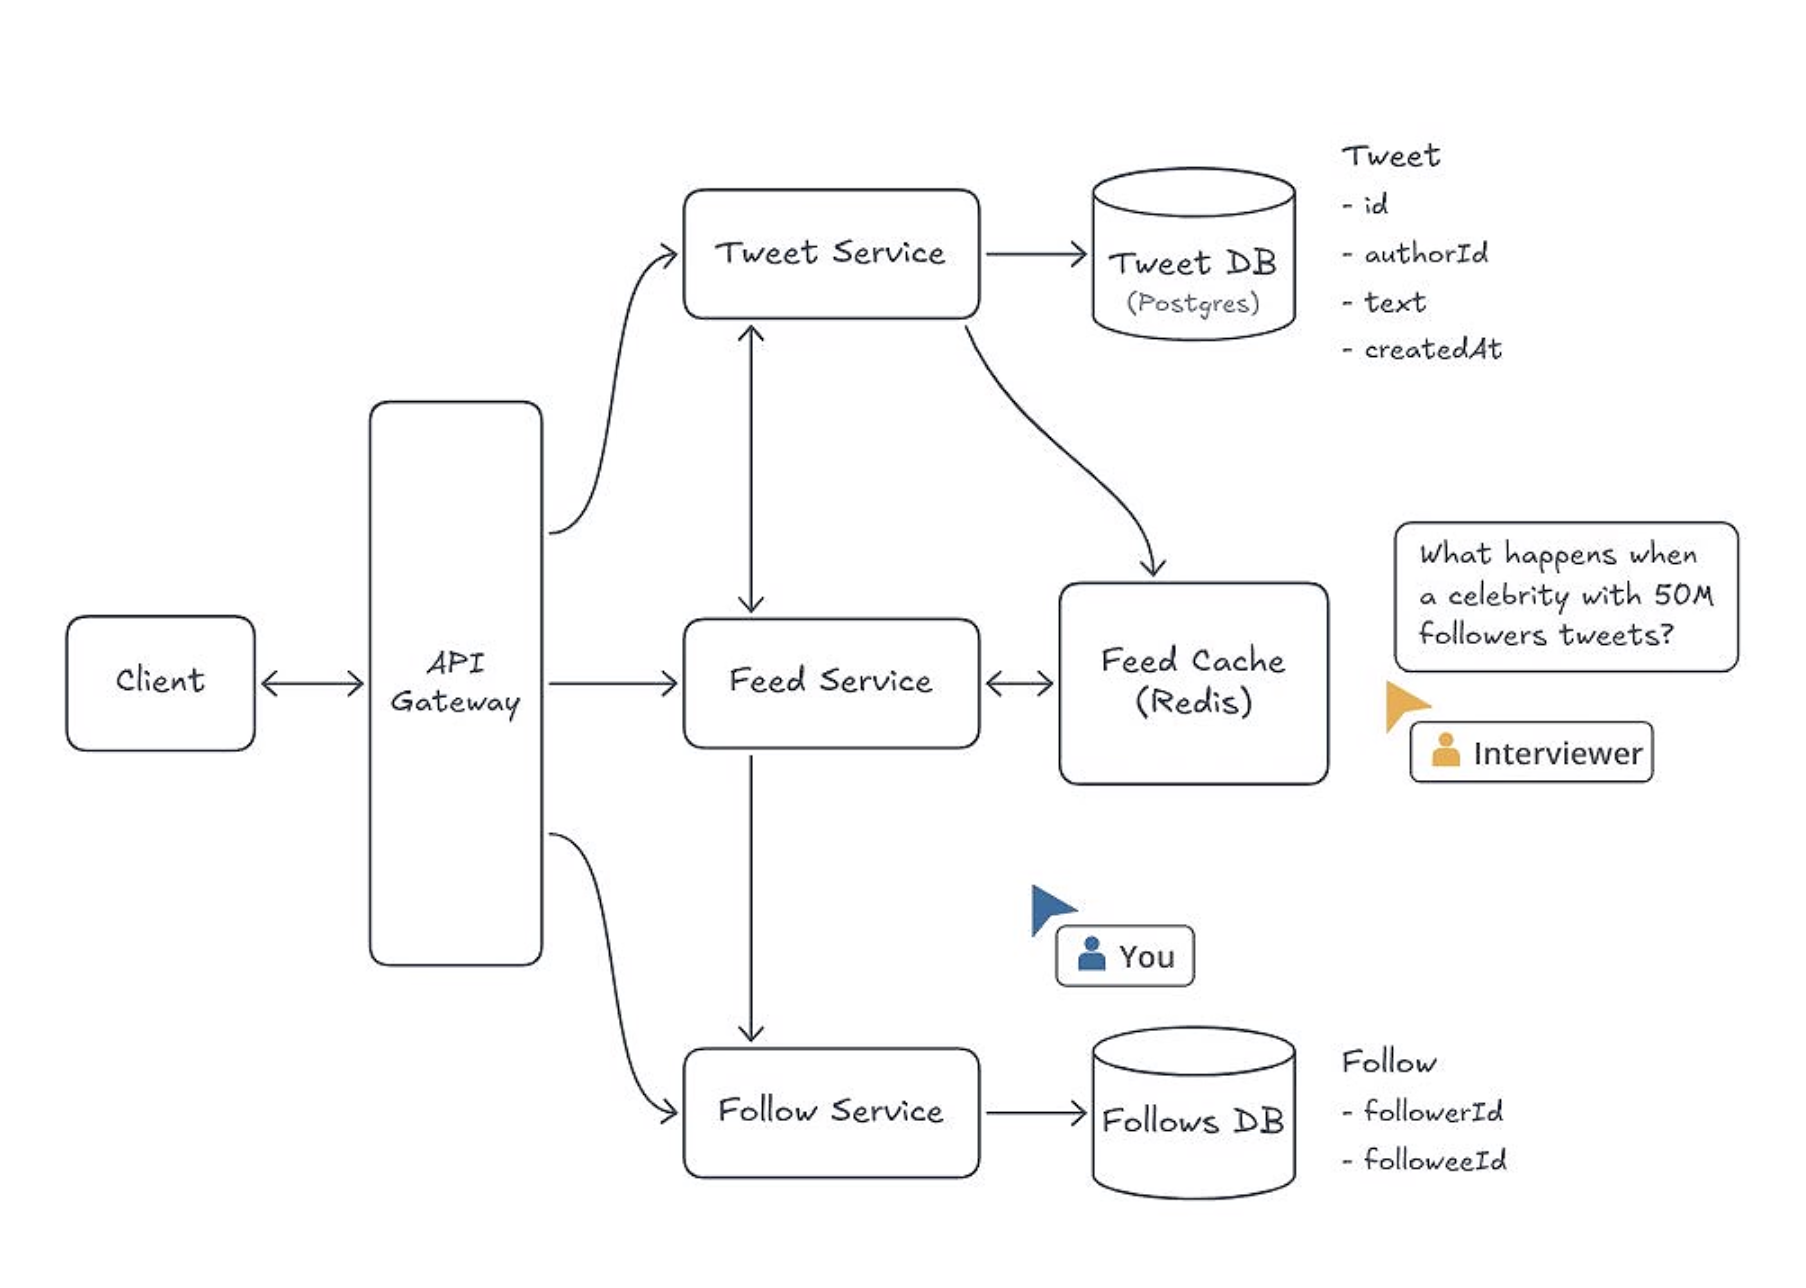 Tweet
- id
- authorId
- text
- createdAt
Tweet Service
Tweet DB
(Postgres)
What happens when
a celebrity with 50M
followers tweets?
Interviewer
Client
API
Gateway
Feed Service
Feed Cache
(Redis)
You
Follow Service
Follows DB
Follow
- followerId
- followeeId